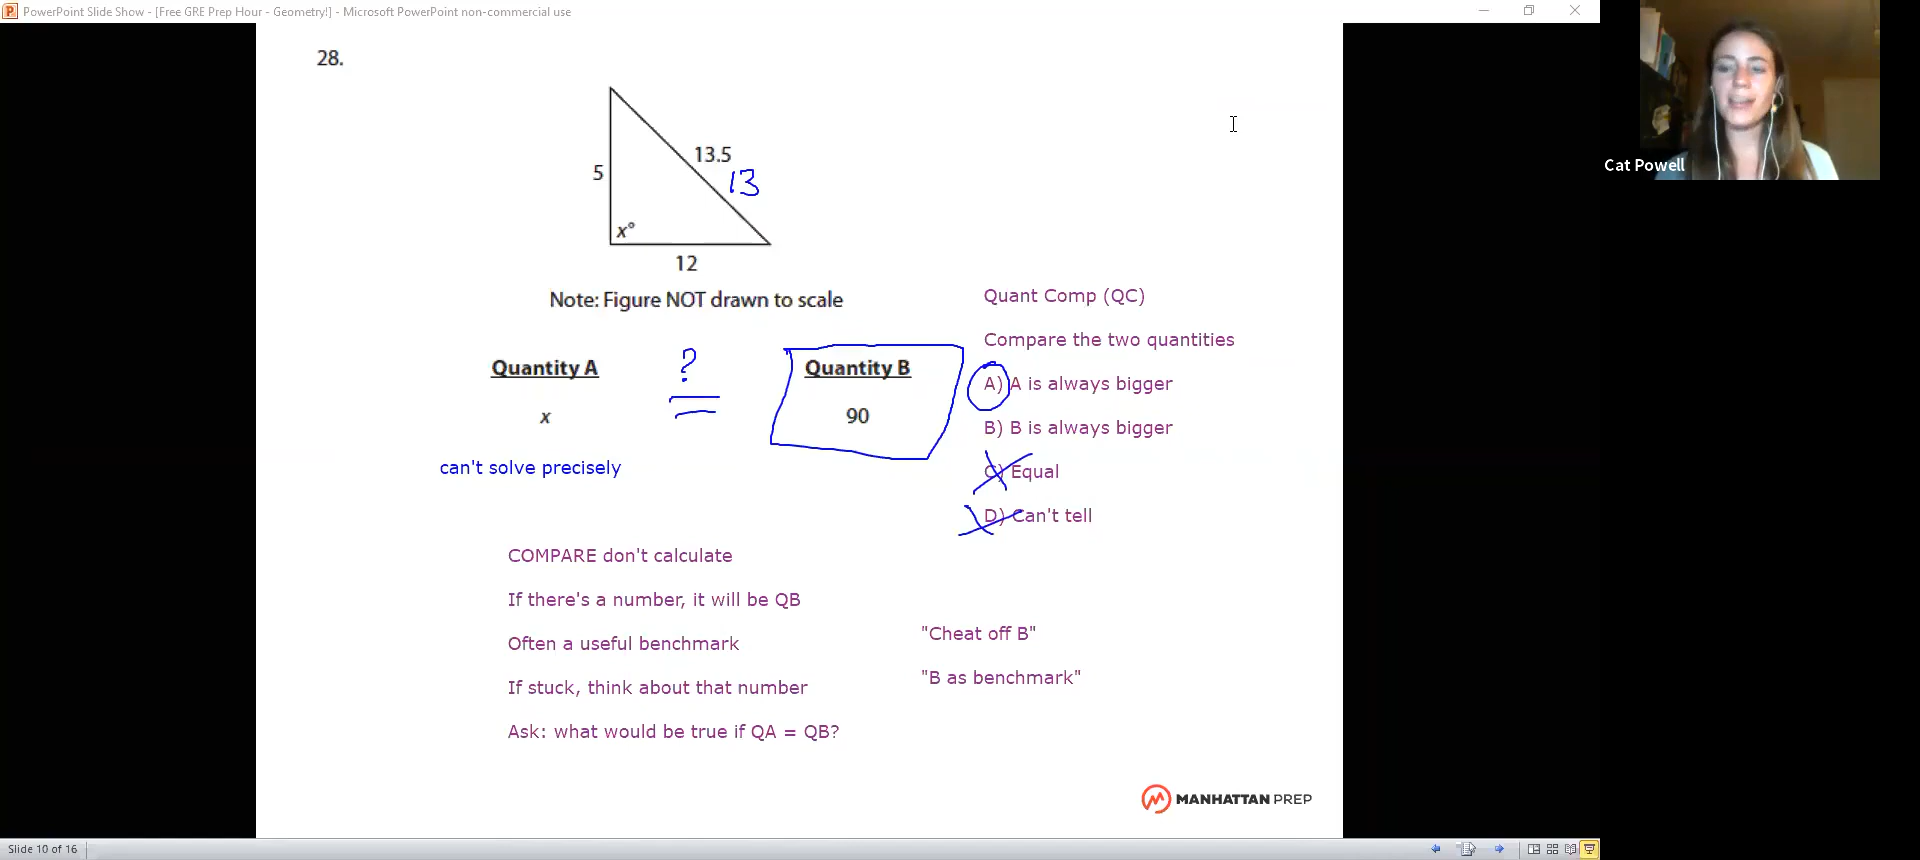 PowerPoint Slide Show - [Free GRE Prep Hour - Geometry!] - Microsoft PowerPoint non-commercial use
28.
13.5
13
5
x°
12
Note: Figure NOT drawn to scale
Quantity A
?
=
Quantity B
x
90
can't solve precisely
Quant Comp (QC)
Compare the two quantities
A) A is always bigger
B) B is always bigger
C) Equal
D) Can't tell
COMPARE don't calculate
If there's a number, it will be QB
Often a useful benchmark
If stuck, think about that number
Ask: what would be true if QA = QB?
"Cheat off B"
"B as benchmark"
MANHATTAN PREP
Cat Powell
Slide 10 of 16